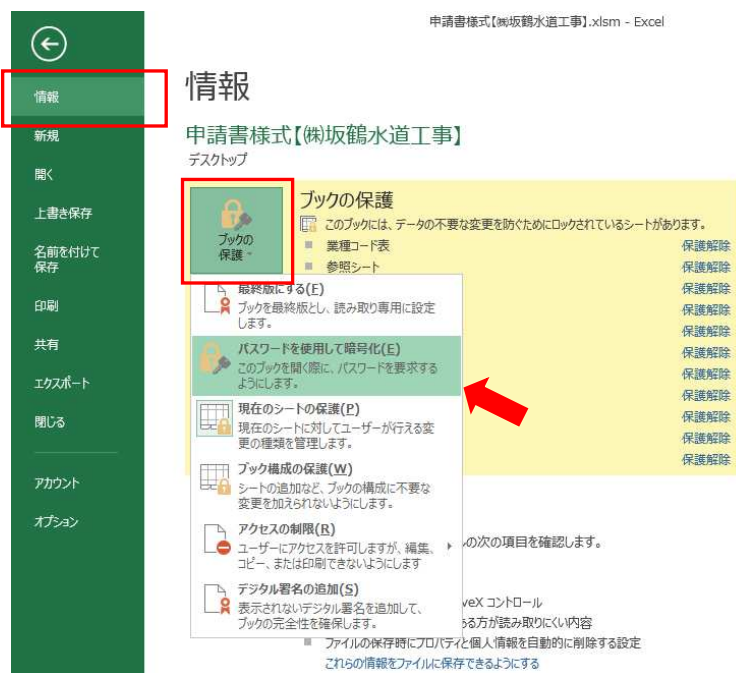 申請書様式【㈱坂鶴水道工事】.xlsm - Excel
情報
新規
開く
上書き保存
名前を付けて
保存
印刷
共有
エクスポート
閉じる
アカウント
オプション
情報
申請書様式【㈱坂鶴水道工事】
デスクトップ
ブックの
保護
ブックの保護
このブックには、データの不要な変更を防ぐためにロックされているシートがあります。
業種コード表 保護解除
参照シート 保護解除
保護解除
保護解除
保護解除
保護解除
保護解除
保護解除
保護解除
保護解除
保護解除
最終版にする(F)
ブックを最終版とし、読み取り専用に設定
します。
パスワードを使用して暗号化(E)
このブックを開く際に、パスワードを要求する
ようにします。
現在のシートの保護(P)
現在のシートに対してユーザーが行える変
更の種類を管理します。
ブック構成の保護(W)
シートの追加など、ブックの構成に不要な
変更を加えられないようにします。
アクセスの制限(R)
ユーザーにアクセスを許可しますが、編集、
コピー、または印刷できないようにします
デジタル署名の追加(S)
表示されないデジタル署名を追加して、
ブックの完全性を確保します。
の次の項目を確認します。
veX コントロール
ある方が読み取りにくい内容
ファイルの保存時にプロパティと個人情報を自動的に削除する設定
これらの情報をファイルに保存できるようにする